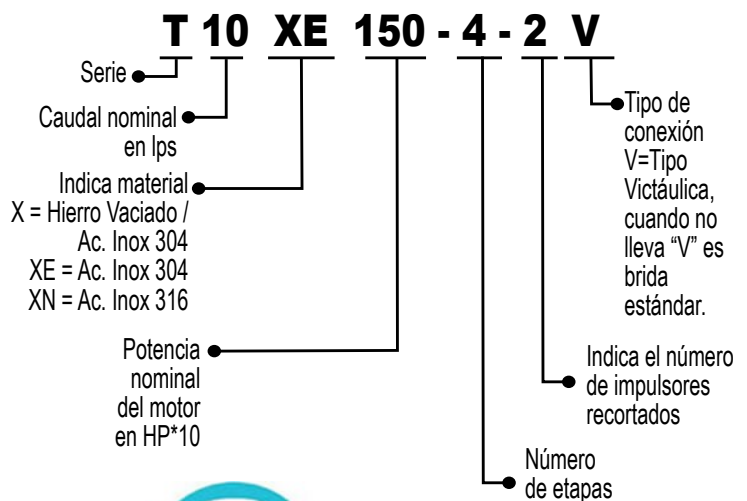 T 10 XE 150 - 4 - 2 V
Serie
Caudal nominal
en lps
Indica material
X = Hierro Vaciado /
Ac. Inox 304
XE = Ac. Inox 304
XN = Ac. Inox 316
Potencia
nominal
del motor
en HP*10
Tipo de
conexión
V=Tipo
Victáulica,
cuando no
lleva “V” es
brida
estándar.
Indica el número
de impulsores
recortados
Número
de etapas